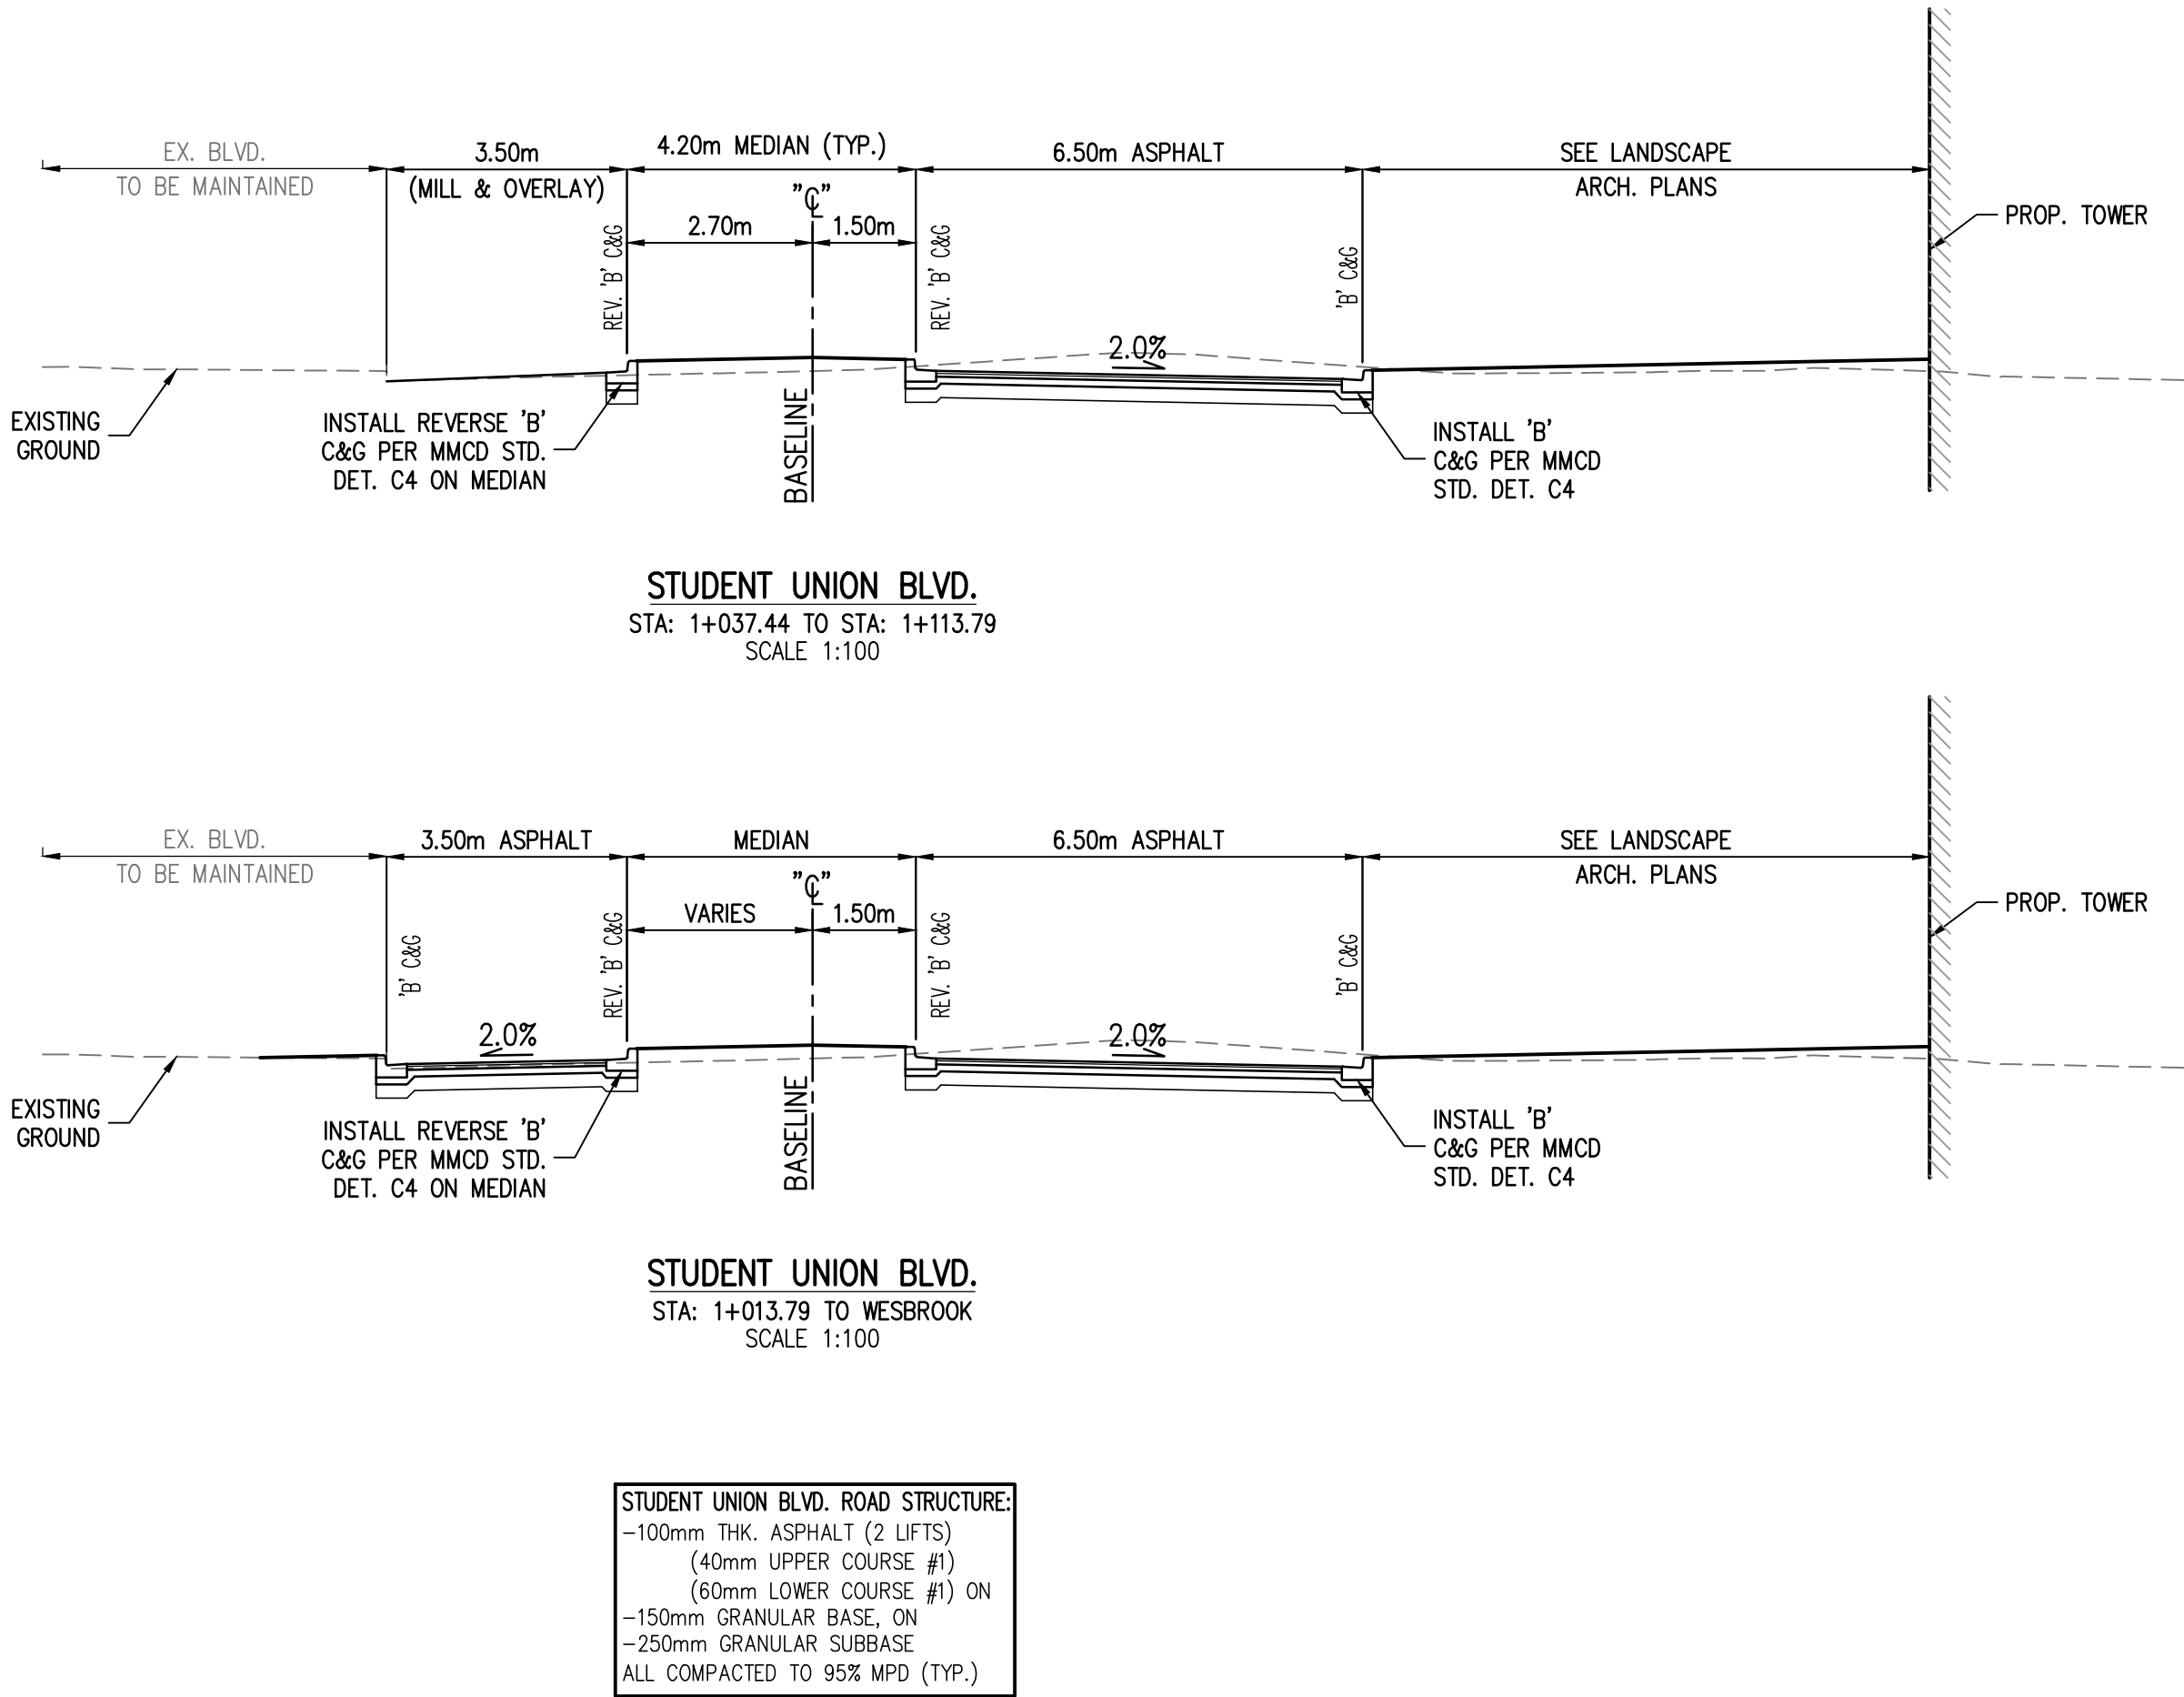 EX. BLVD.
TO BE MAINTAINED
3.50m
(MILL & OVERLAY)
4.20m MEDIAN (TYP.)
6.50m ASPHALT
SEE LANDSCAPE
ARCH. PLANS
"℄"
2.70m
1.50m
REV. 'B' C&G
REV. 'B' C&G
'B' C&G
PROP. TOWER
2.0%
EXISTING
GROUND
INSTALL REVERSE 'B'
C&G PER MMCD STD.
DET. C4 ON MEDIAN
BASELINE
INSTALL 'B'
C&G PER MMCD
STD. DET. C4
STUDENT UNION BLVD.
STA: 1+037.44 TO STA: 1+113.79
SCALE 1:100
EX. BLVD.
TO BE MAINTAINED
3.50m ASPHALT
MEDIAN
6.50m ASPHALT
SEE LANDSCAPE
ARCH. PLANS
"℄"
VARIES
1.50m
'B' C&G
REV. 'B' C&G
REV. 'B' C&G
'B' C&G
PROP. TOWER
2.0%
2.0%
EXISTING
GROUND
INSTALL REVERSE 'B'
C&G PER MMCD STD.
DET. C4 ON MEDIAN
BASELINE
INSTALL 'B'
C&G PER MMCD
STD. DET. C4
STUDENT UNION BLVD.
STA: 1+013.79 TO WESBROOK
SCALE 1:100
STUDENT UNION BLVD. ROAD STRUCTURE:
-100mm THK. ASPHALT (2 LIFTS)
(40mm UPPER COURSE #1)
(60mm LOWER COURSE #1) ON
-150mm GRANULAR BASE, ON
-250mm GRANULAR SUBBASE
ALL COMPACTED TO 95% MPD (TYP.)